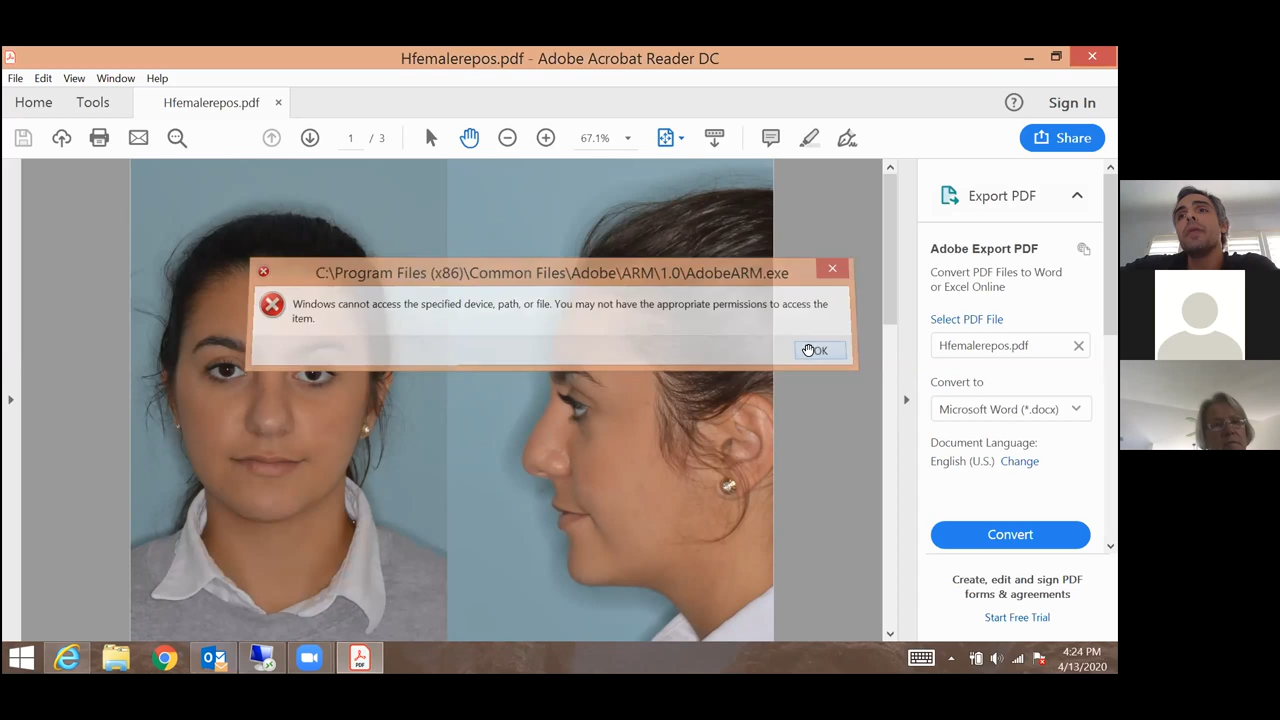 Hfemalerepos.pdf - Adobe Acrobat Reader DC
File Edit View Window Help
Home Tools Hfemalerepos.pdf × ? Sign In
1 / 3 67.1% Share
Export PDF
Adobe Export PDF
Convert PDF Files to Word
or Excel Online
Select PDF File
Hfemalerepos.pdf
Convert to
Microsoft Word (*.docx)
Document Language:
English (U.S.) Change
Convert
Create, edit and sign PDF
forms & agreements
Start Free Trial
C:\Program Files (x86)\Common Files\Adobe\ARM\1.0\AdobeARM.exe
Windows cannot access the specified device, path, or file. You may not have the appropriate permissions to access the
item.
OK
PDF
4:24 PM
4/13/2020